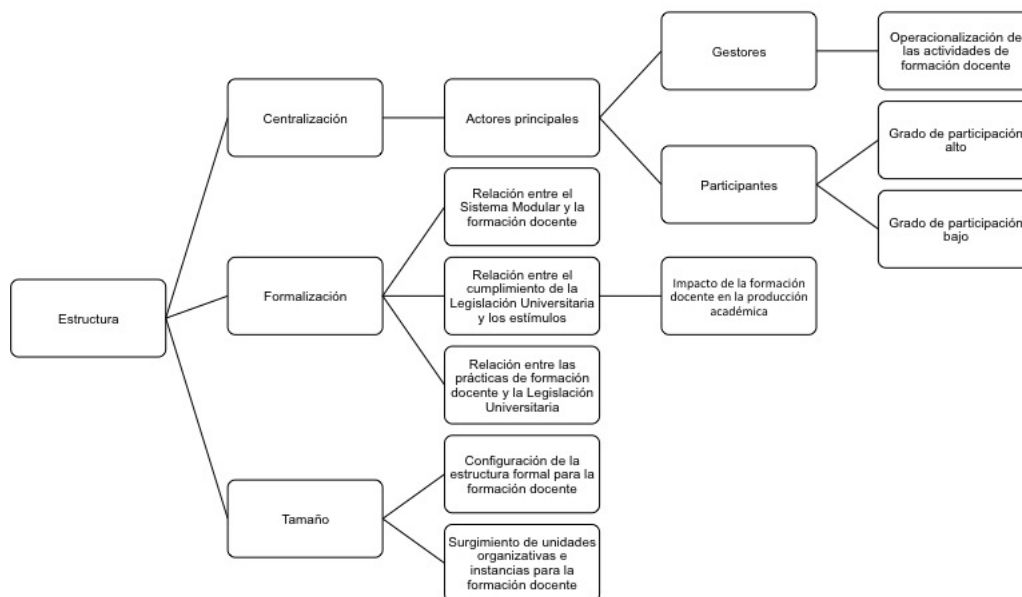 Gestores
Operacionalización de
las actividades de
formación docente
Centralización
Actores principales
Grado de participación
alto
Participantes
Relación entre el
Sistema Modular y la
formación docente
Grado de participación
bajo
Estructura
Formalización
Relación entre el
cumplimiento de la
Legislación Universitaria
y los estímulos
Impacto de la formación
docente en la producción
académica
Relación entre las
prácticas de formación
docente y la Legislación
Universitaria
Configuración de la
estructura formal para la
formación docente
Tamaño
Surgimiento de unidades
organizativas e
instancias para la
formación docente